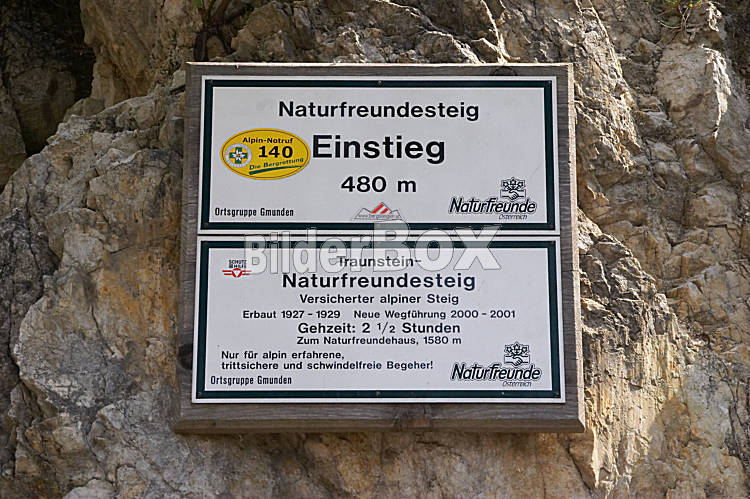 Naturfreundesteig
Alpin-Notruf
140
Die Bergrettung
Einstieg
480 m
Ortsgruppe Gmunden
Naturfreunde
Österreich
BilderBOX
SCHUTZ
HILFE
Traunstein-
Naturfreundesteig
Versicherter alpiner Steig
Erbaut 1927 - 1929 Neue Wegführung 2000 - 2001
Gehzeit: 2 1/2 Stunden
Zum Naturfreundehaus, 1580 m
Nur für alpin erfahrene,
trittsichere und schwindelfreie Begeher!
Ortsgruppe Gmunden
Naturfreunde
Österreich